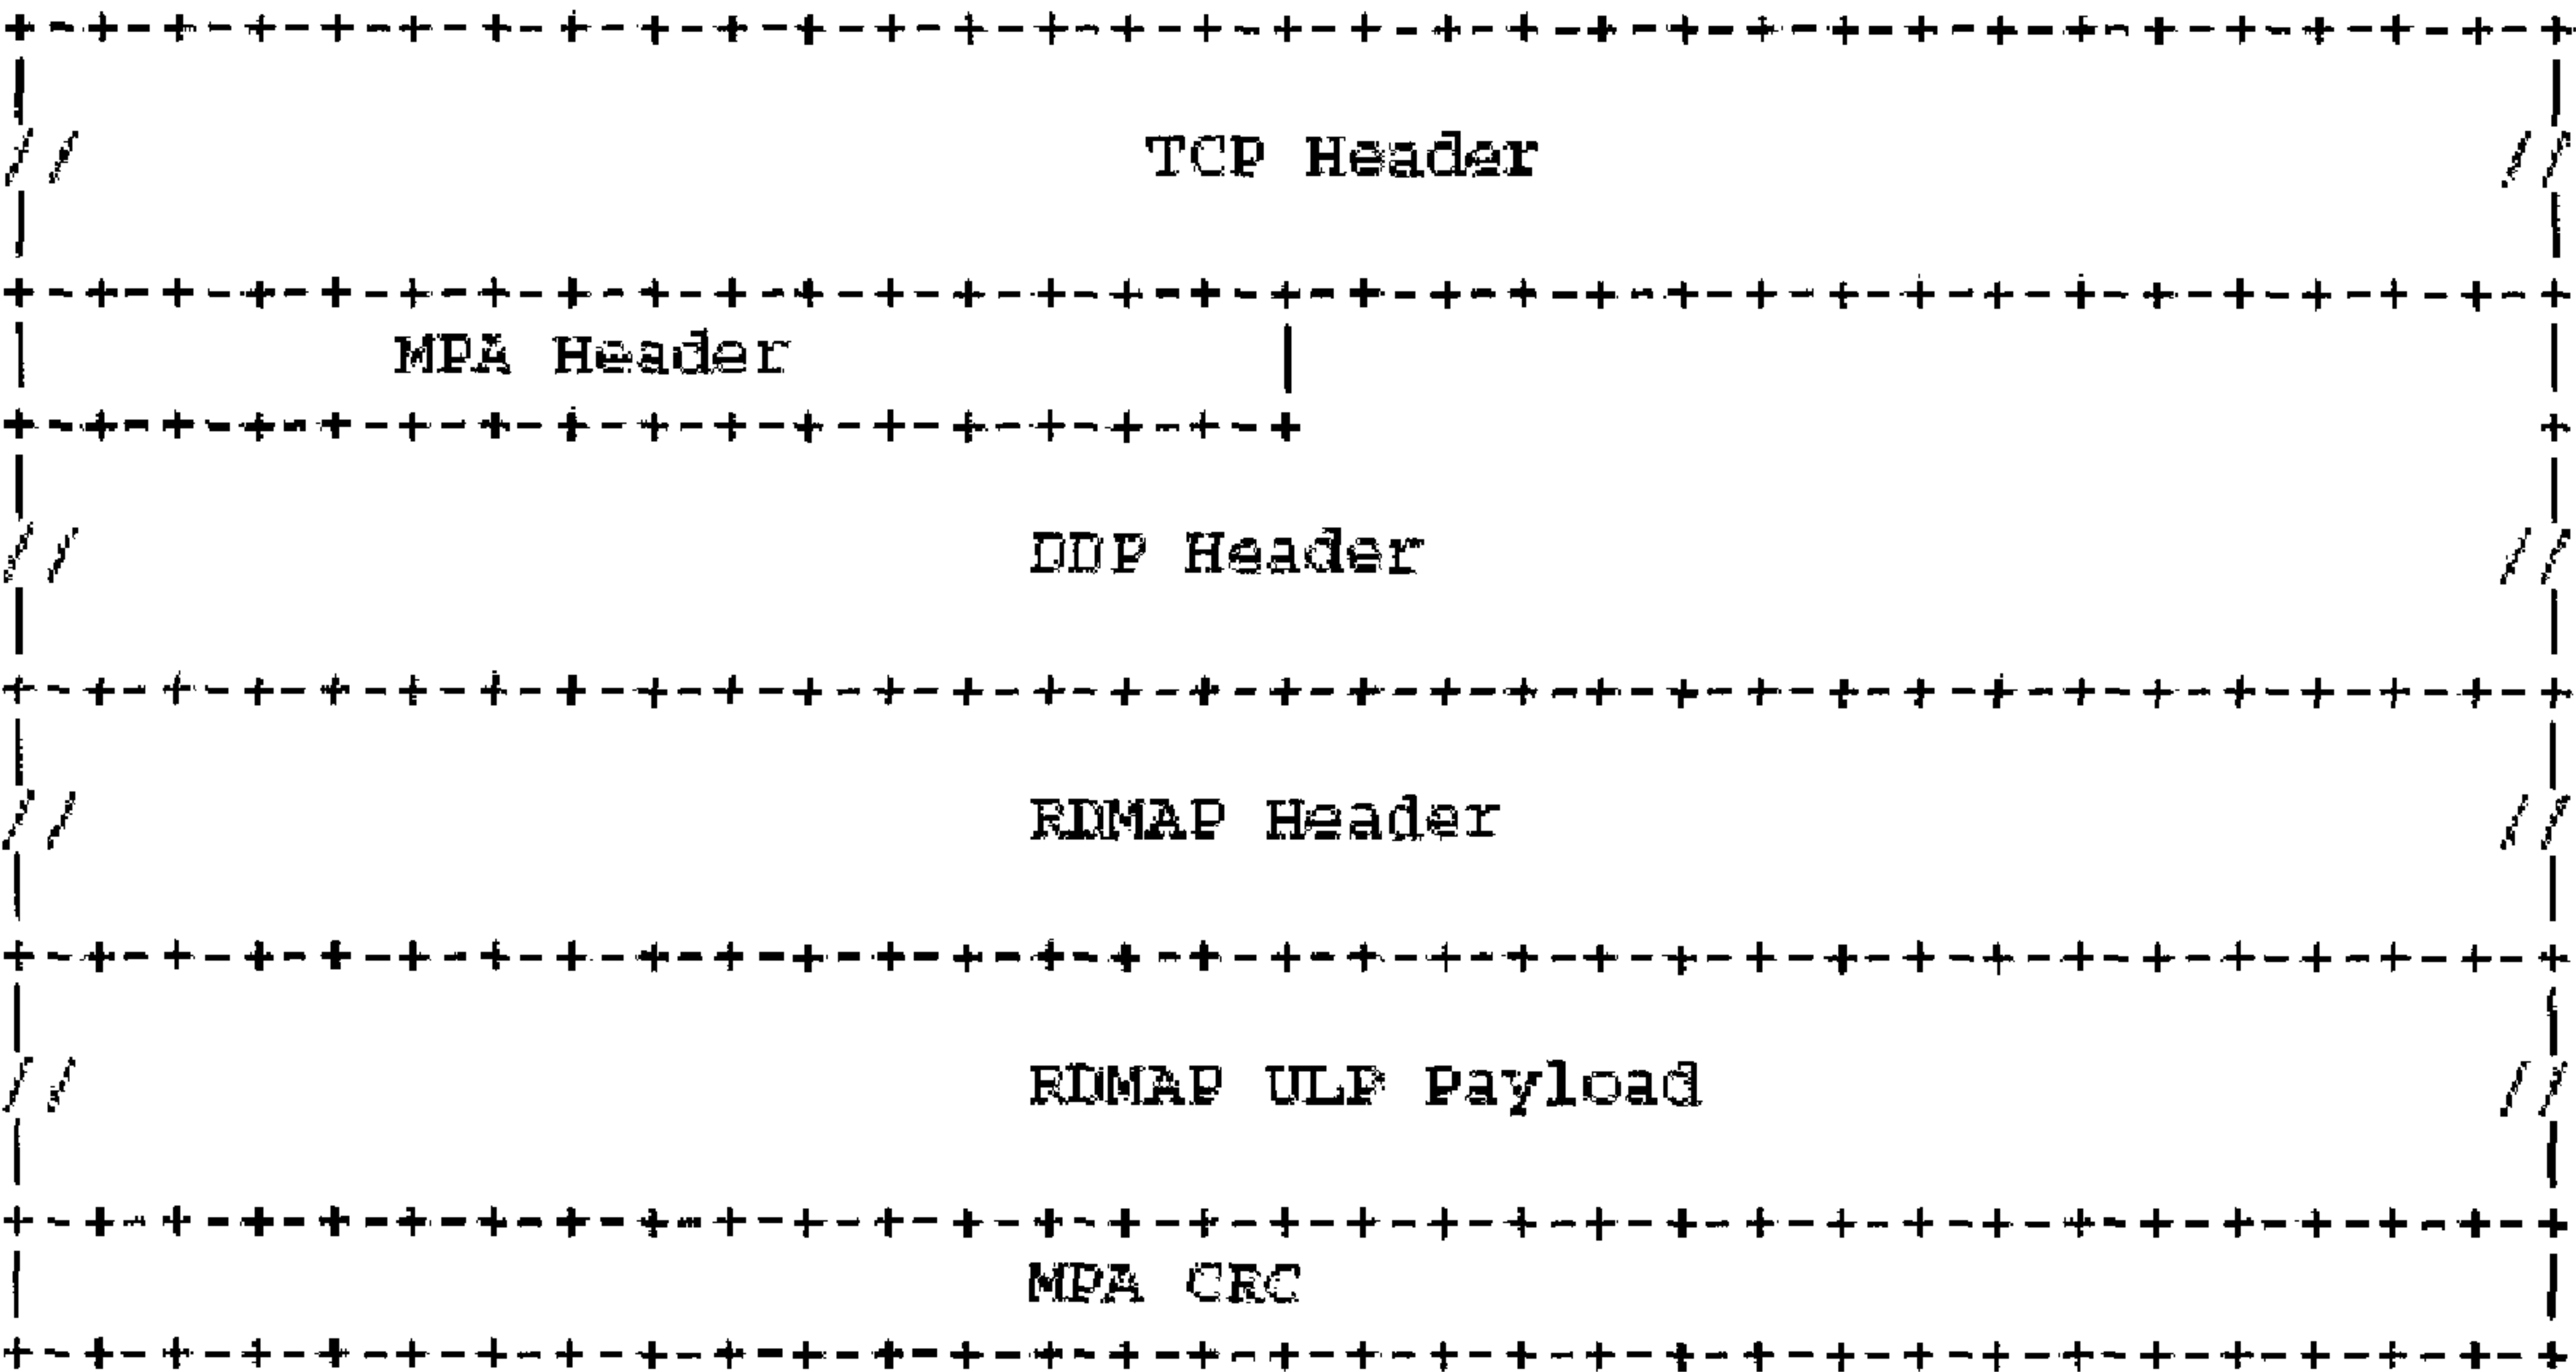 TCP Header
MPA Header
DDP Header
RDMAP Header
RDMAP ULP Payload
MPA CRC